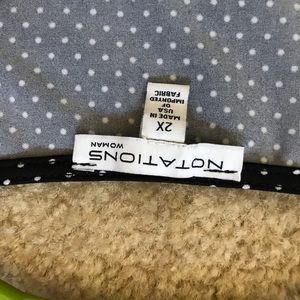 NOTATIONS
WOMAN
2X
MADE IN
USA
OF
IMPORTED
FABRIC